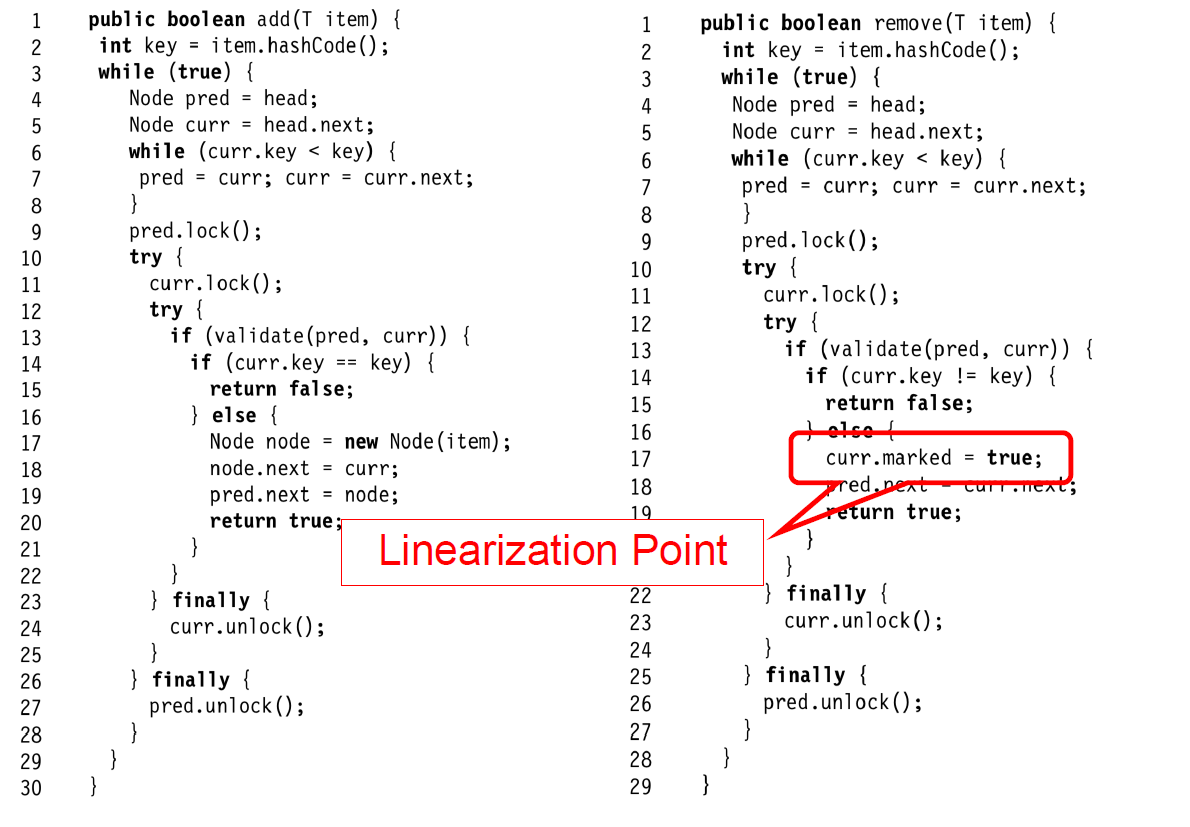 1 public boolean add(T item) {
2 int key = item.hashCode();
3 while (true) {
4 Node pred = head;
5 Node curr = head.next;
6 while (curr.key < key) {
7 pred = curr; curr = curr.next;
8 }
9 pred.lock();
10 try {
11 curr.lock();
12 try {
13 if (validate(pred, curr)) {
14 if (curr.key == key) {
15 return false;
16 } else {
17 Node node = new Node(item);
18 node.next = curr;
19 pred.next = node;
20 return true;
21 }
22 }
23 } finally {
24 curr.unlock();
25 }
26 } finally {
27 pred.unlock();
28 }
29 }
30 }
1 public boolean remove(T item) {
2 int key = item.hashCode();
3 while (true) {
4 Node pred = head;
5 Node curr = head.next;
6 while (curr.key < key) {
7 pred = curr; curr = curr.next;
8 }
9 pred.lock();
10 try {
11 curr.lock();
12 try {
13 if (validate(pred, curr)) {
14 if (curr.key != key) {
15 return false;
16 } else {
17 curr.marked = true;
18 pred.next = curr.next;
19 return true;
}
}
22 } finally {
23 curr.unlock();
24 }
25 } finally {
26 pred.unlock();
27 }
28 }
29 }
Linearization Point